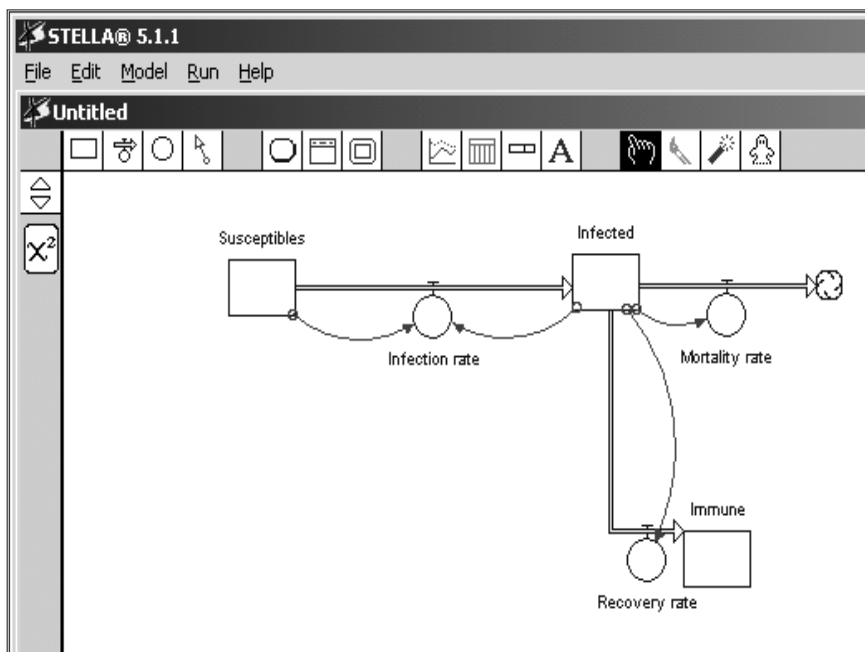 STELLA® 5.1.1
File Edit Model Run Help
Untitled
A
χ²
Susceptibles
Infected
Infection rate
Mortality rate
Immune
Recovery rate